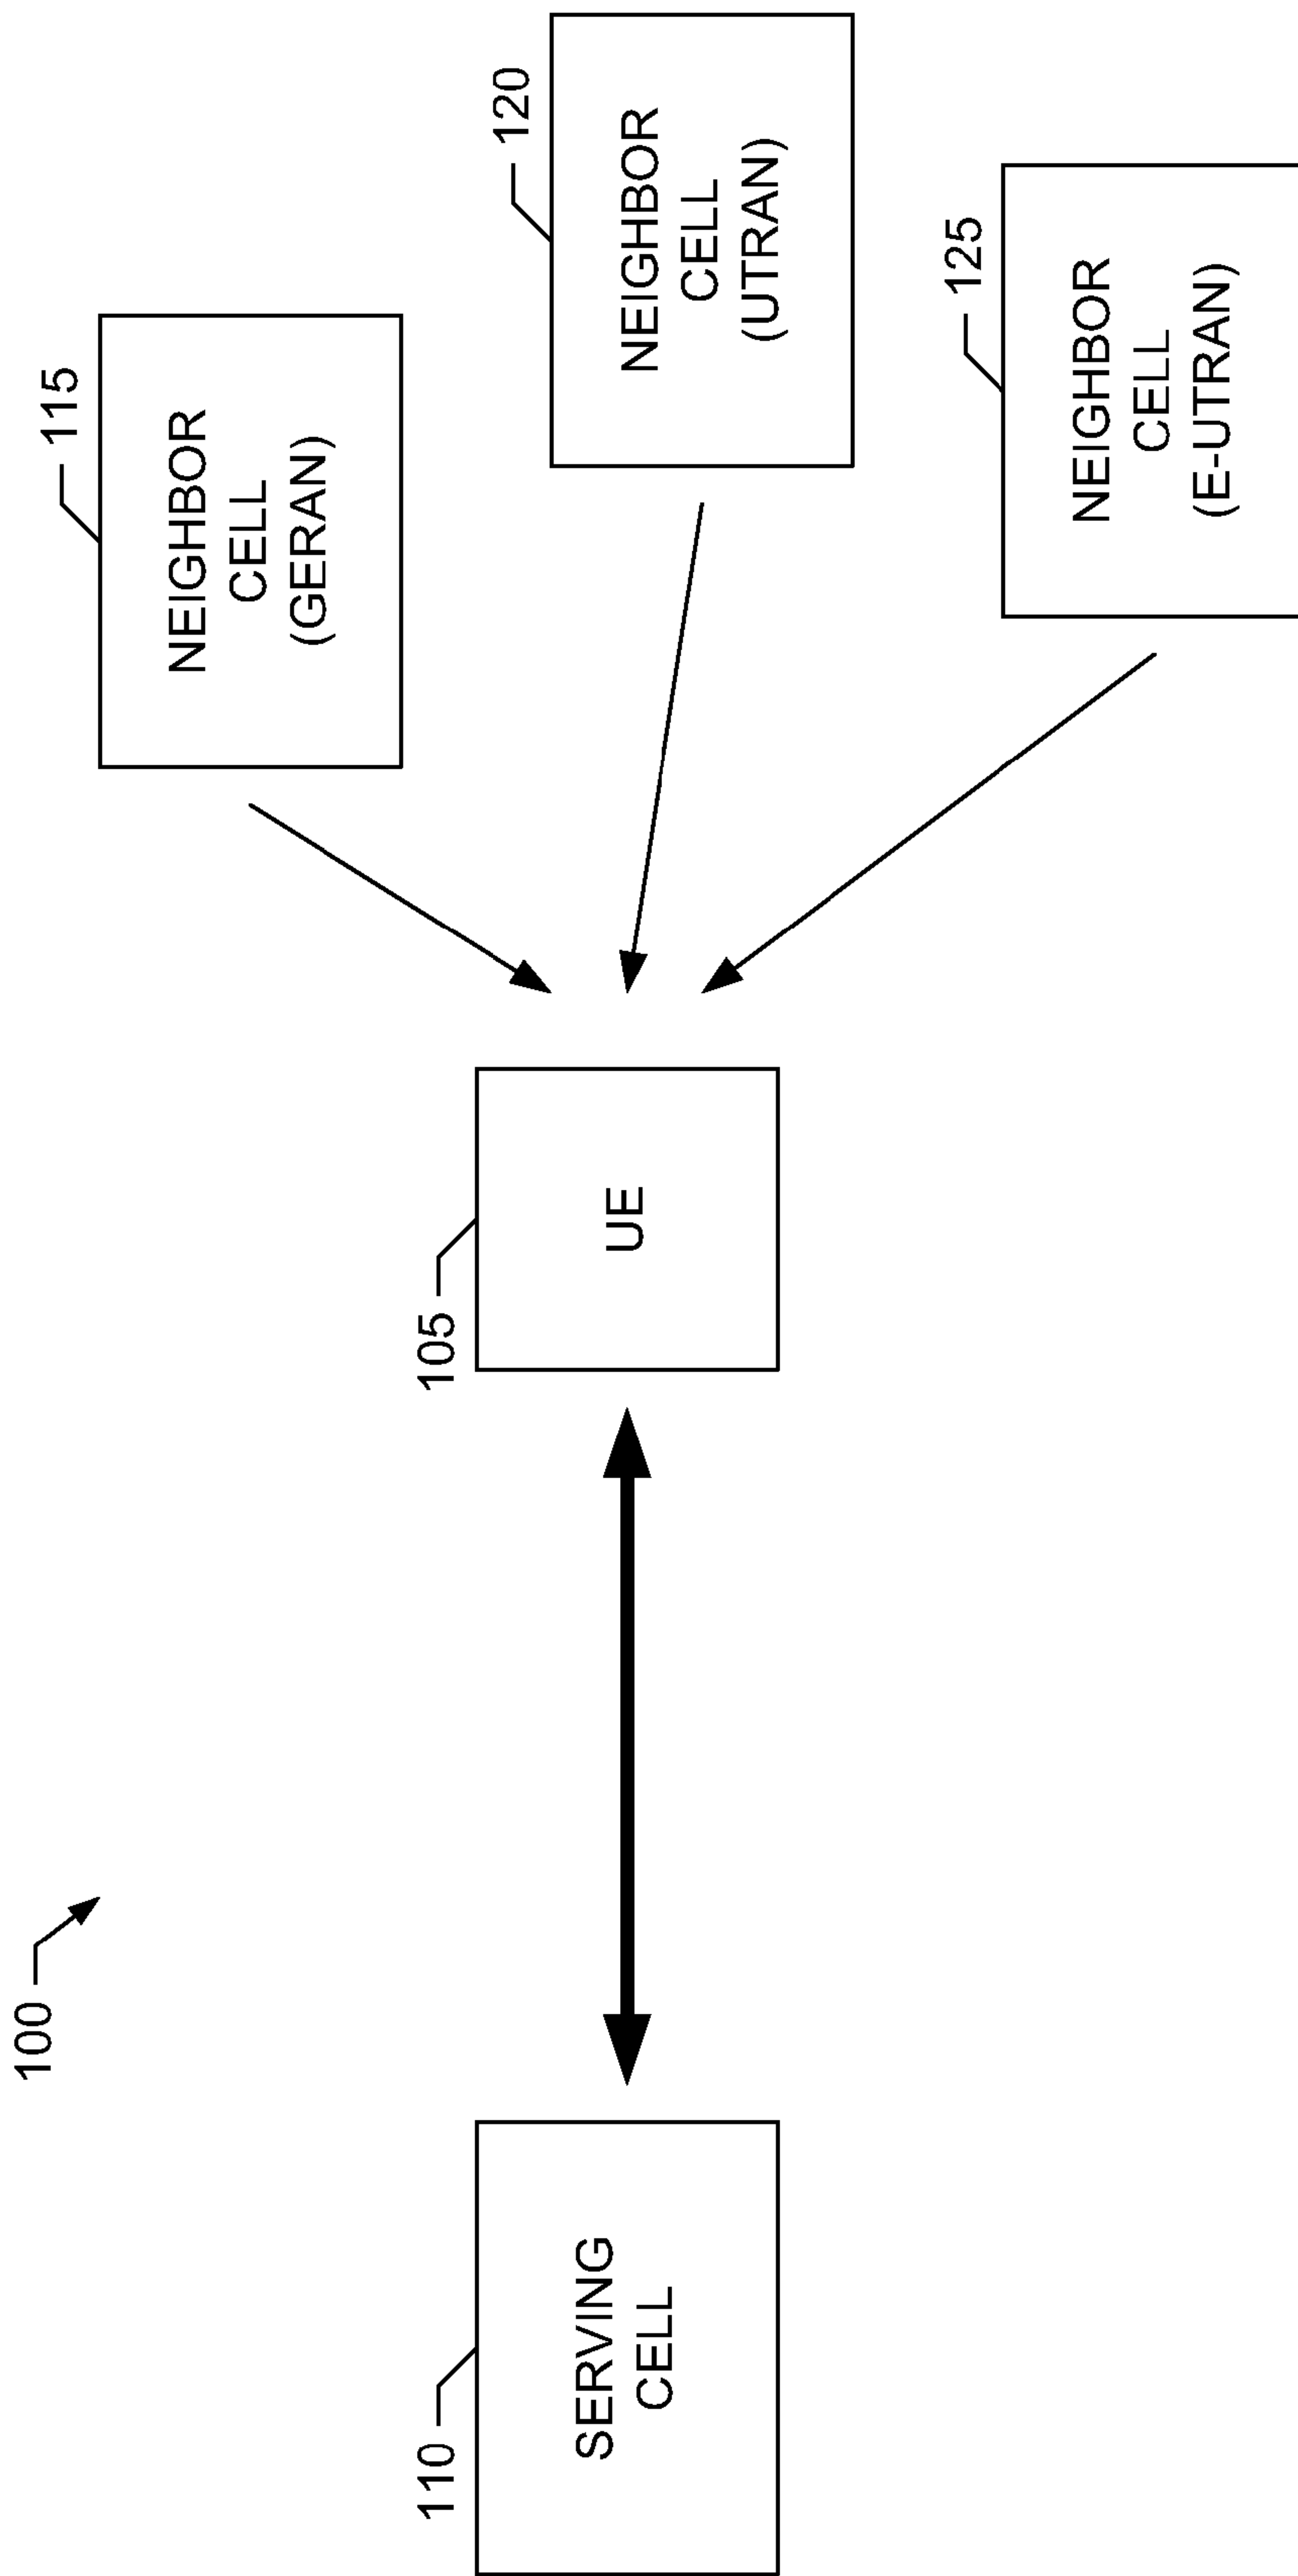 100
110
SERVING
CELL
105
UE
115
NEIGHBOR
CELL
(GERAN)
120
NEIGHBOR
CELL
(UTRAN)
125
NEIGHBOR
CELL
(E-UTRAN)